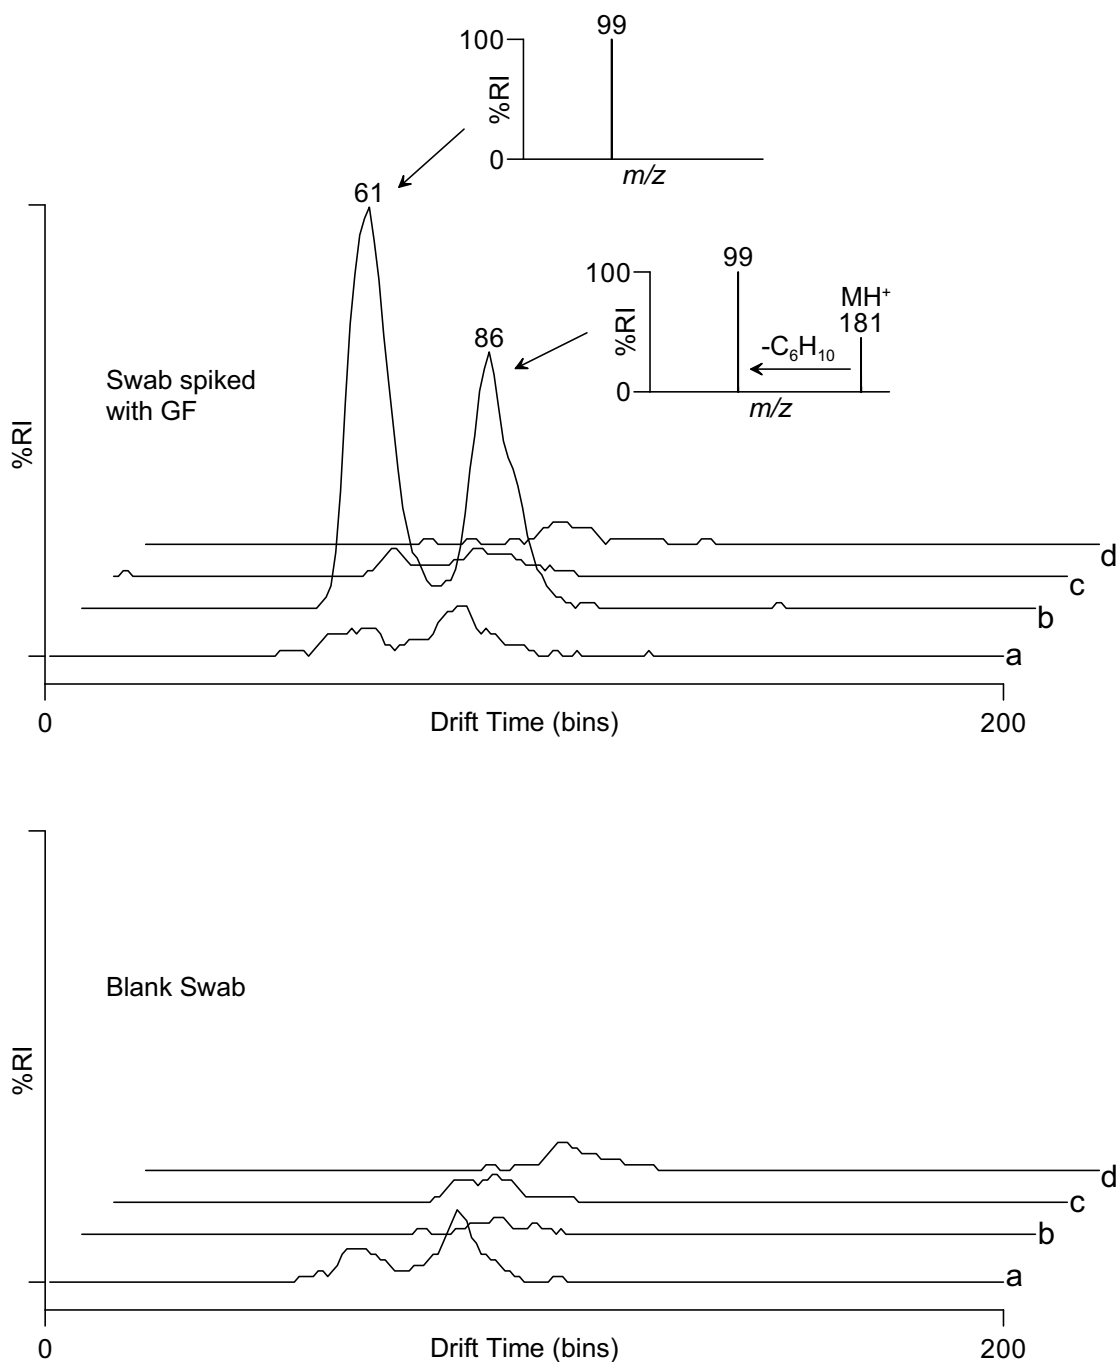 99
100
%RI
0
m/z
61
99
100
MH⁺
181
86
%RI
-C₆H₁₀
0
m/z
Swab spiked
with GF
%RI
d
c
b
a
0
Drift Time (bins)
200
Blank Swab
%RI
d
c
b
a
0
Drift Time (bins)
200